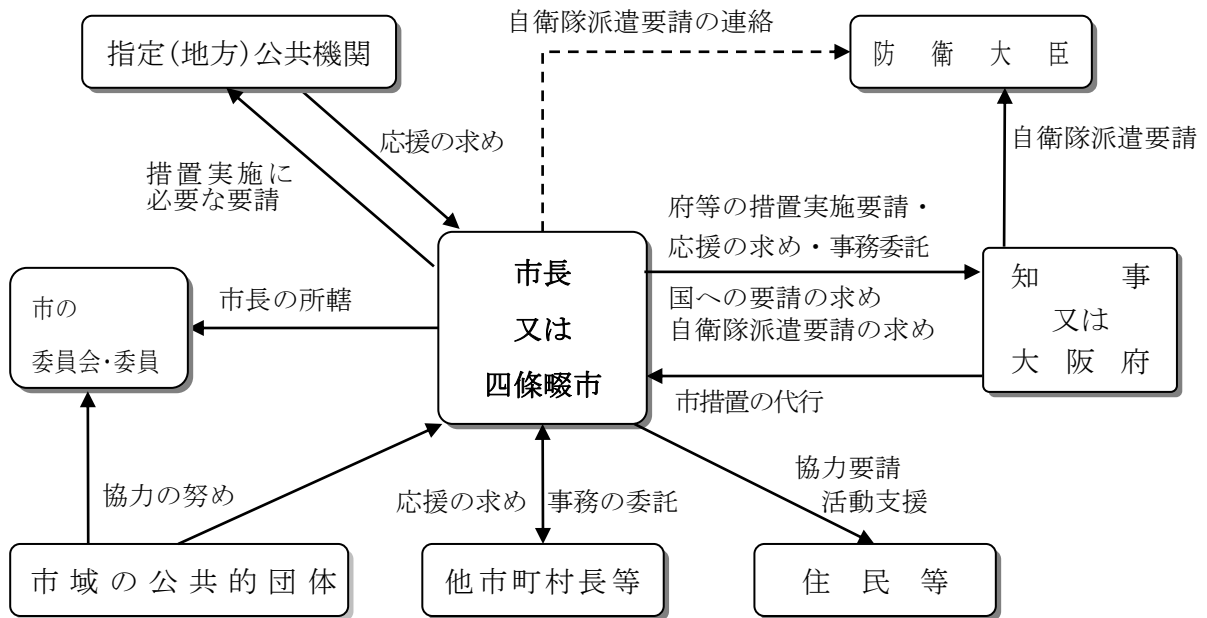 自衛隊派遣要請の連絡
指定(地方)公共機関
防衛大臣
応援の求め
自衛隊派遣要請
措置実施に
必要な要請
府等の措置実施要請・
応援の求め・事務委託
市長
又は
四條畷市
知事
又は
大阪府
市の
委員会・委員
市長の所轄
国への要請の求め
自衛隊派遣要請の求め
市措置の代行
協力の努め
応援の求め
事務の委託
協力要請
活動支援
市域の公共的団体
他市町村長等
住民等